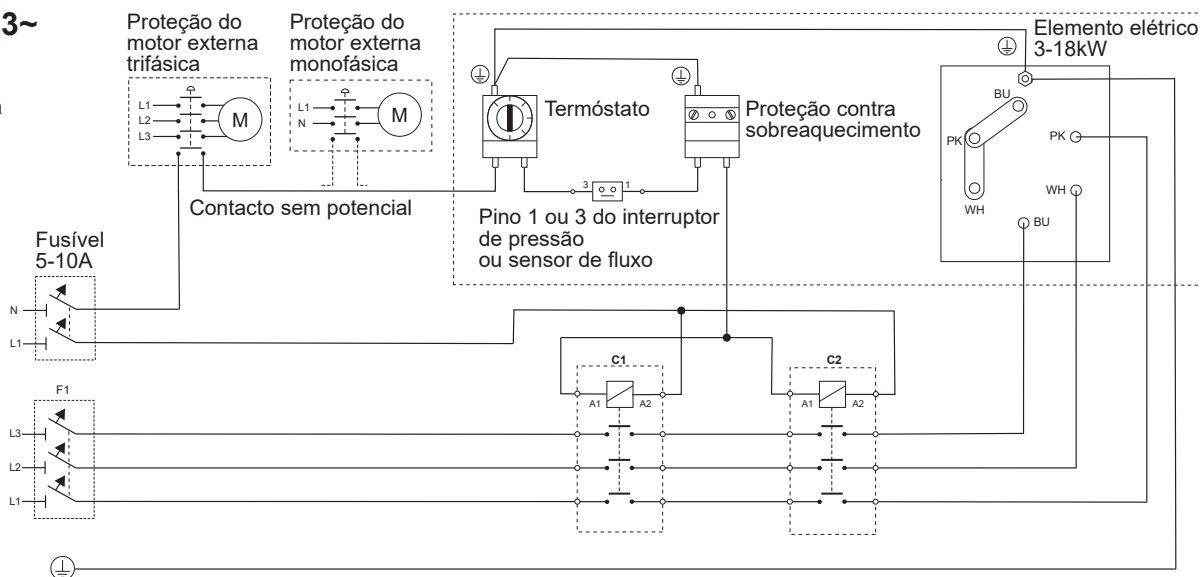 3~
a
Proteção do
motor externa
trifásica
L1
L2
L3
M
Proteção do
motor externa
monofásica
L1
N
M
Contacto sem potencial
Termóstato
Proteção contra
sobreaquecimento
3
1
Pino 1 ou 3 do interruptor
de pressão
ou sensor de fluxo
Elemento elétrico
3-18kW
BU
PK
WH
PK
WH
BU
Fusível
5-10A
N
L1
F1
L3
L2
L1
C1
A1
A2
C2
A1
A2